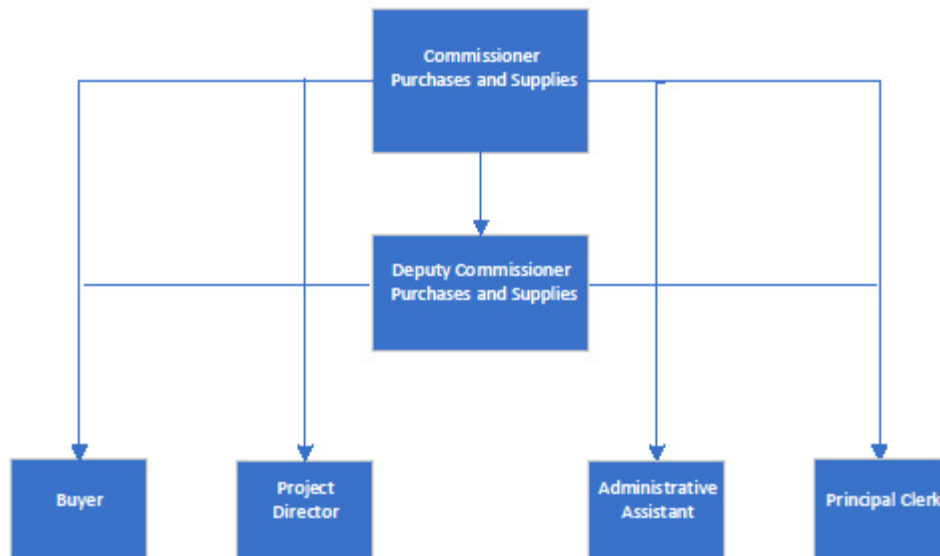 Commissioner
Purchases and Supplies
Deputy Commissioner
Purchases and Supplies
Buyer
Project
Director
Administrative
Assistant
Principal Clerk